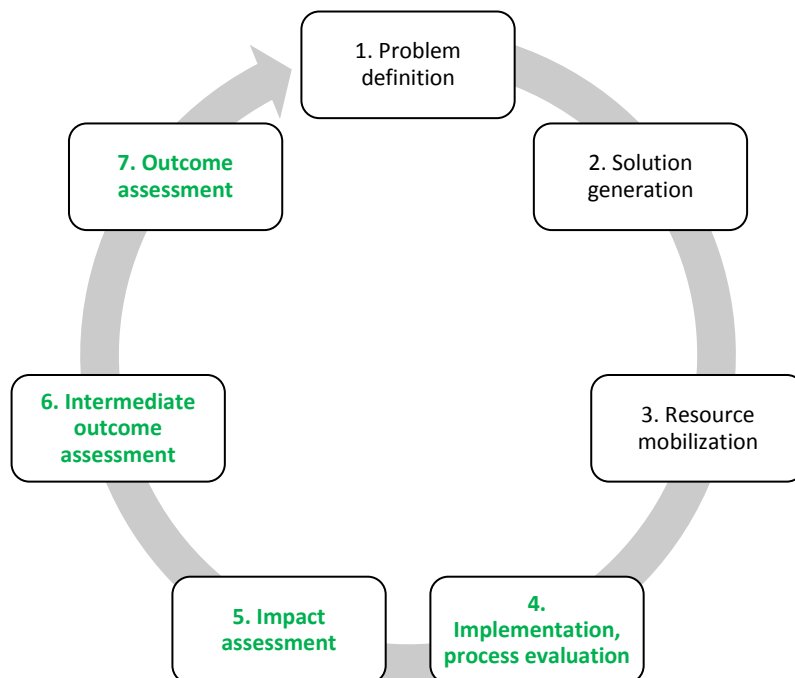 1. Problem
definition
2. Solution
generation
3. Resource
mobilization
4.
Implementation,
process evaluation
5. Impact
assessment
6. Intermediate
outcome
assessment
7. Outcome
assessment